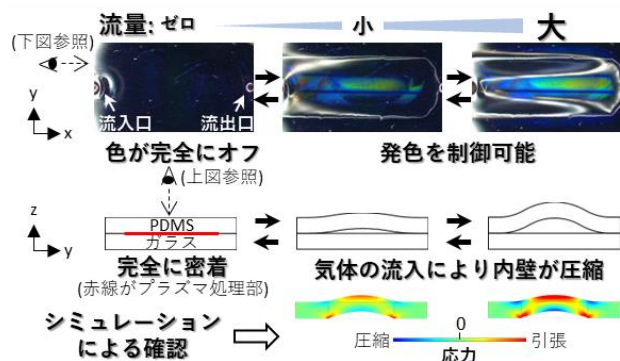 流量: ゼロ
小
大
(下図参照)
y
x
流入口
流出口
色が完全にオフ
発色を制御可能
(上図参照)
z
y
PDMS
ガラス
完全に密着
(赤線がプラズマ処理部)
気体の流入により内壁が圧縮
シミュレーション
による確認
圧縮
0
引張
応力